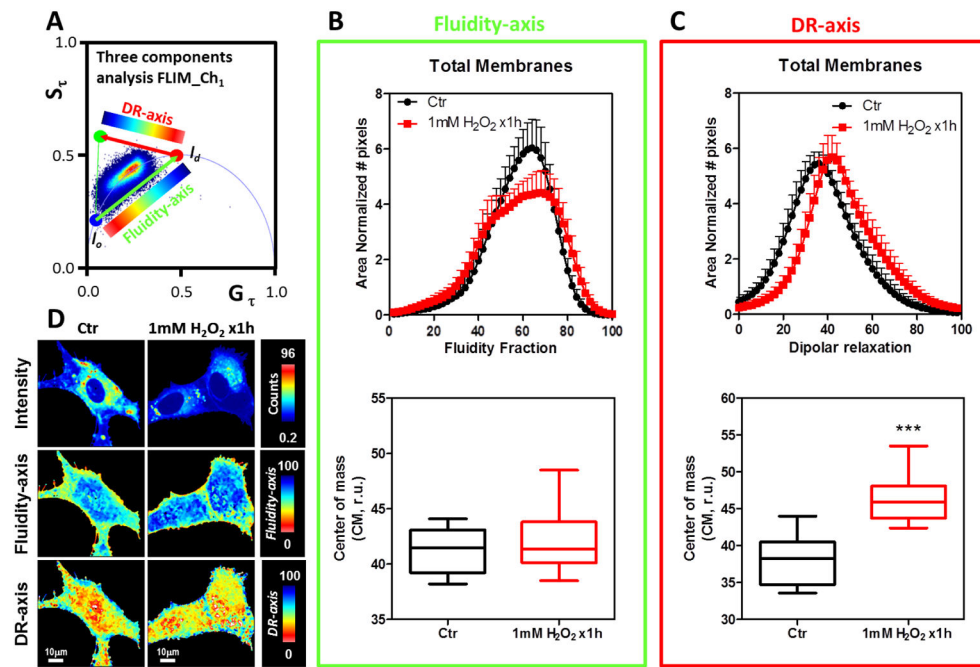 A
1.0
Sτ
0.5
0.0
0.0
0.5
1.0
Gτ
Three components
analysis FLIM_Ch1
DR-axis
ld
lo
Fluidity-axis
B
Fluidity-axis
Total Membranes
Ctr
1mM H2O2 x1h
Area Normalized # pixels
8
6
4
2
0
0
20
40
60
80
100
Fluidity Fraction
Center of mass
(CM, r.u.)
55
50
45
40
35
Ctr
1mM H2O2 x1h
C
DR-axis
Total Membranes
Ctr
1mM H2O2 x1h
Area Normalized # pixels
8
6
4
2
0
0
20
40
60
80
100
Dipolar relaxation
Center of mass
(CM, r.u.)
60
55
50
45
40
35
30
***
Ctr
1mM H2O2 x1h
D
Ctr
1mM H2O2 x1h
Intensity
96
Counts
0.2
Fluidity-axis
100
Fluidity-axis
0
DR-axis
100
DR-axis
0
10µm
10µm